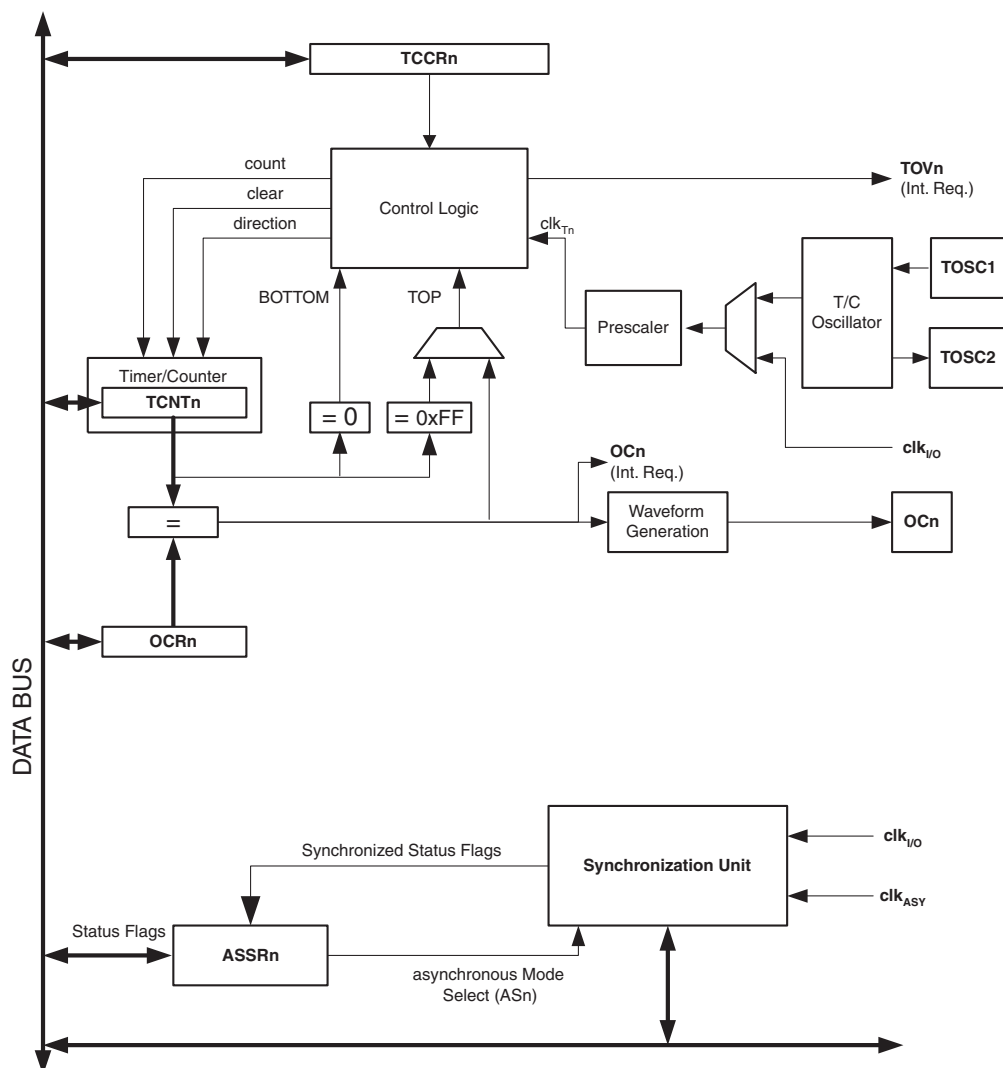 TCCRn
count
clear
direction
Control Logic
TOVn
(Int. Req.)
clkTn
BOTTOM
TOP
Prescaler
T/C
Oscillator
TOSC1
TOSC2
Timer/Counter
TCNTn
= 0
= 0xFF
clkI/O
OCn
(Int. Req.)
=
Waveform
Generation
OCn
OCRn
DATA BUS
Synchronized Status Flags
Synchronization Unit
clkI/O
clkASY
Status Flags
ASSRn
asynchronous Mode
Select (ASn)